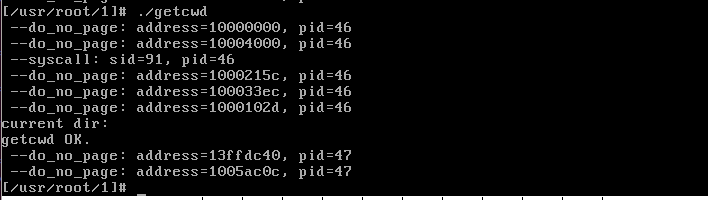 [/usr/root/1]# ./getcwd
--do_no_page: address=10000000, pid=46
--do_no_page: address=10004000, pid=46
--syscall: sid=91, pid=46
--do_no_page: address=1000215c, pid=46
--do_no_page: address=100033ec, pid=46
--do_no_page: address=1000102d, pid=46
current dir:
getcwd OK.
--do_no_page: address=13ffdc40, pid=47
--do_no_page: address=1005ac0c, pid=47
[/usr/root/1]# _